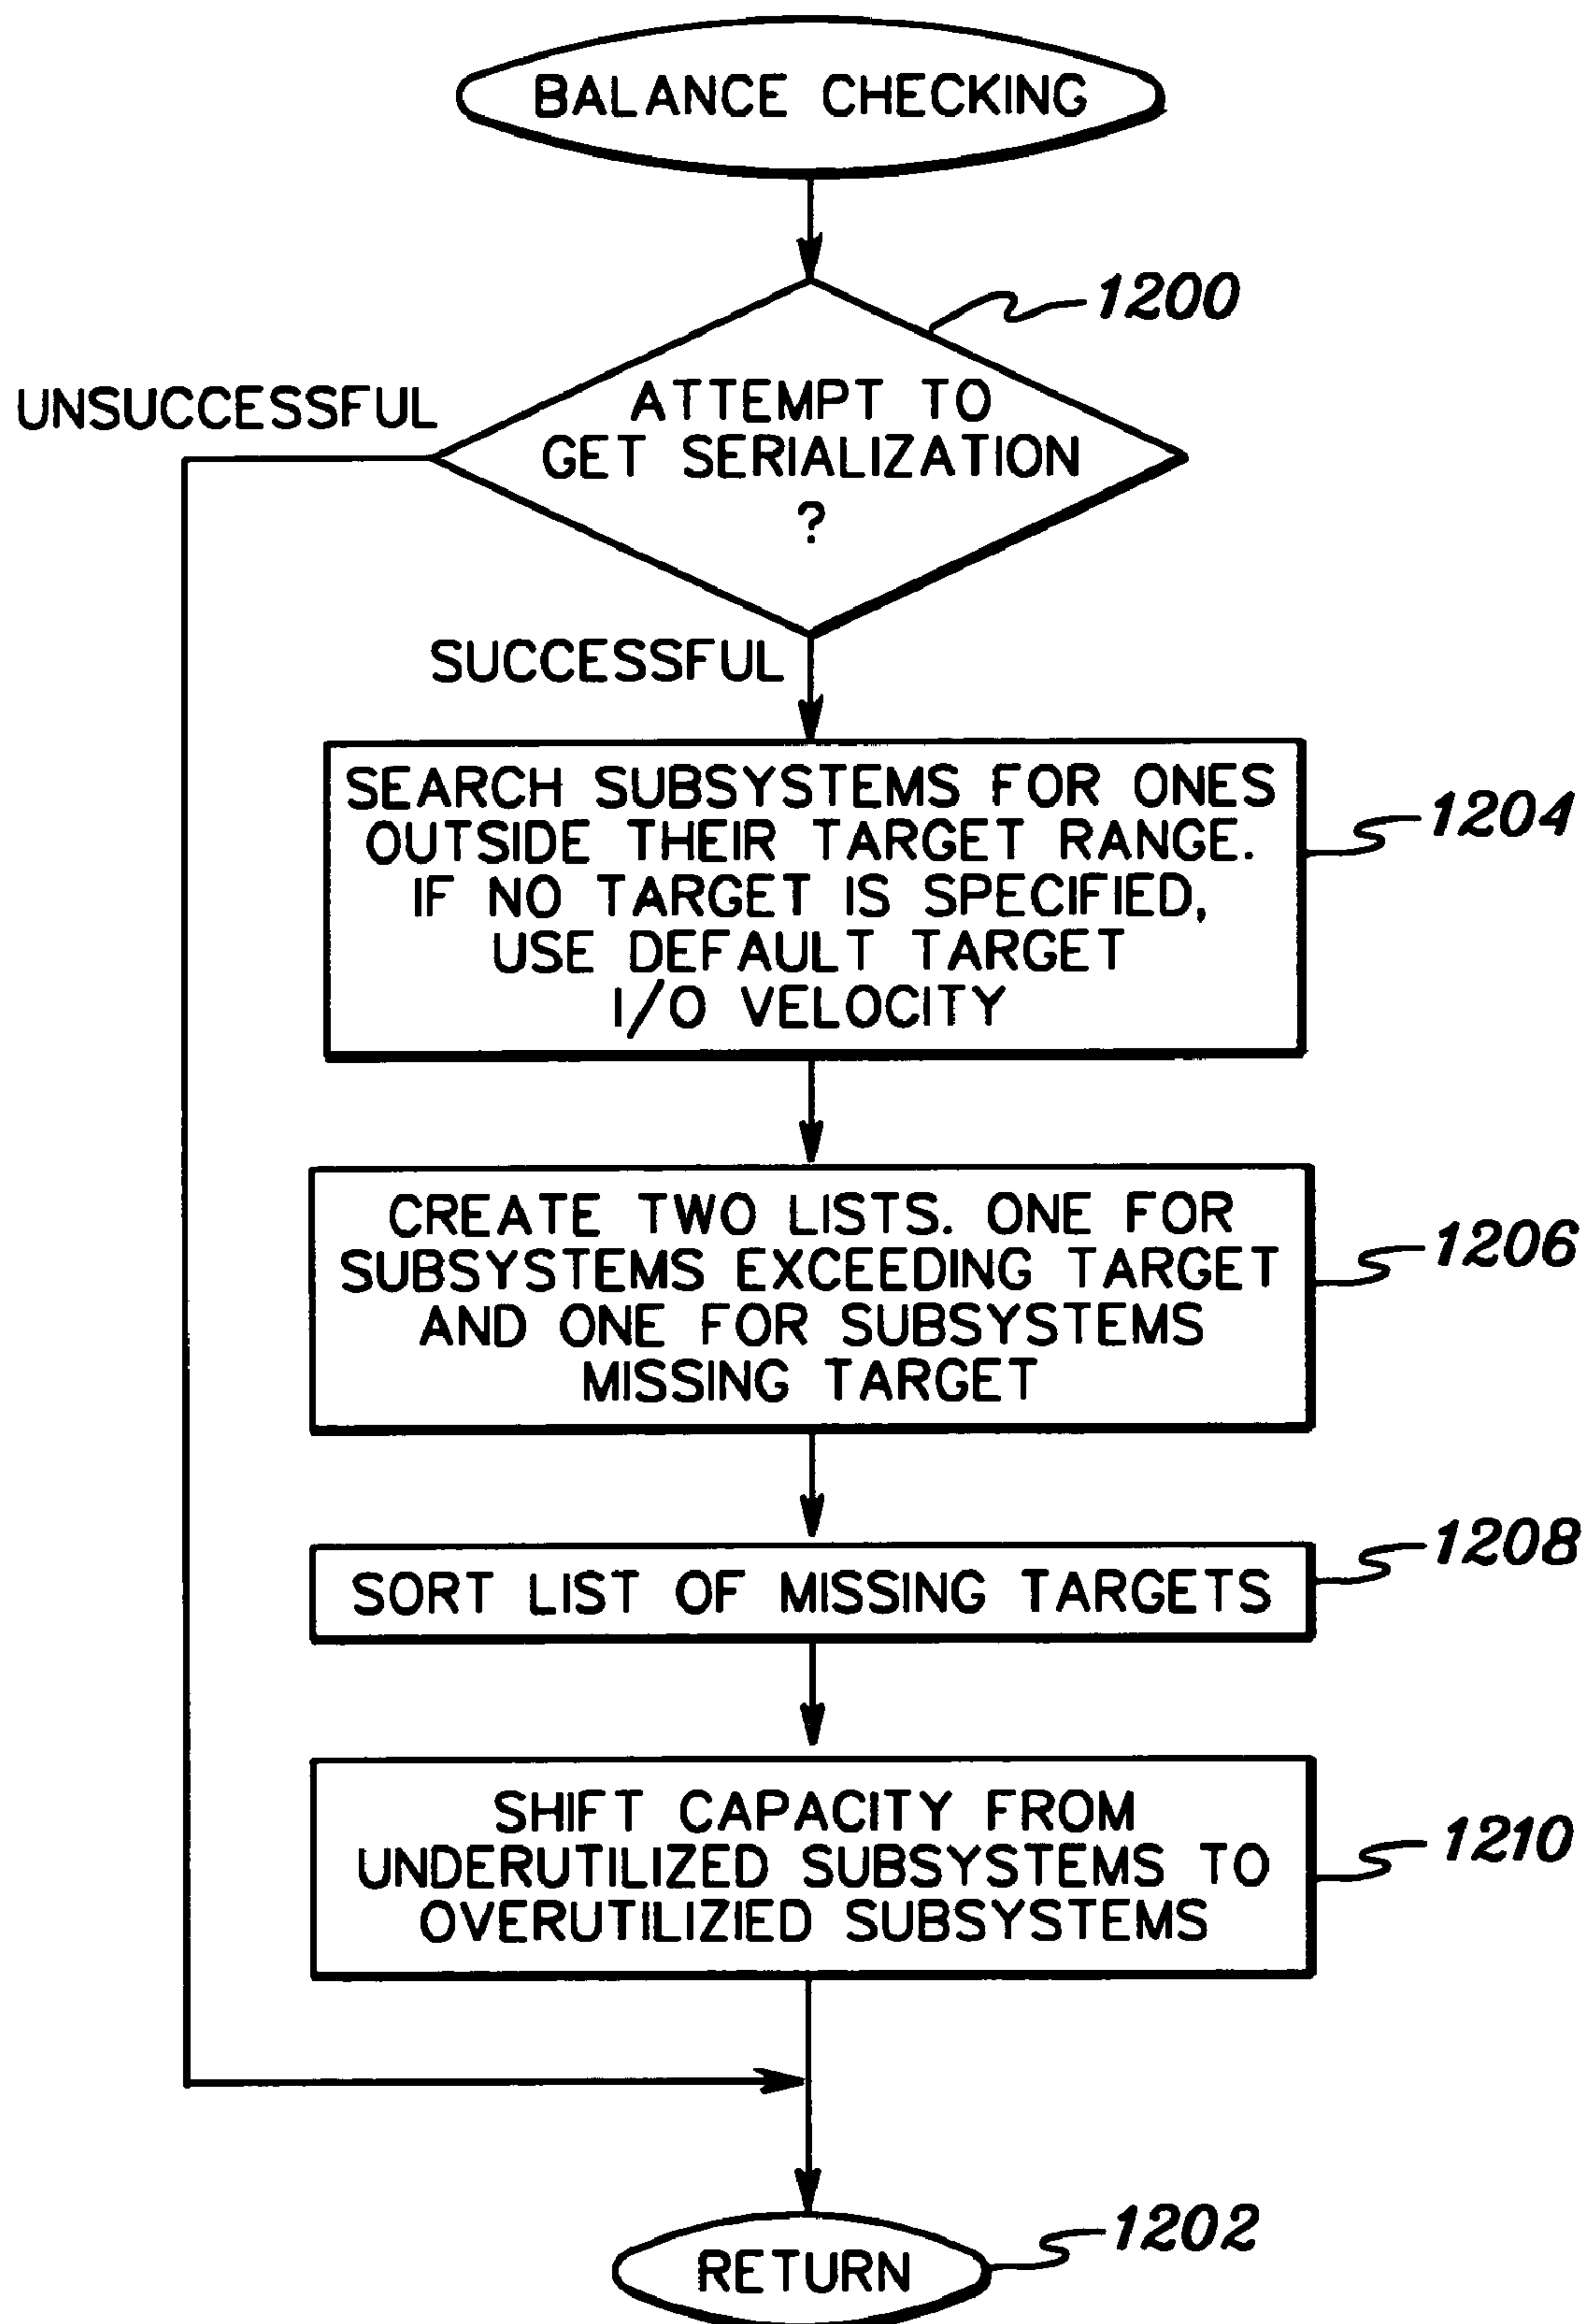 BALANCE CHECKING
1200
UNSUCCESSFUL
ATTEMPT TO
GET SERIALIZATION
?
SUCCESSFUL
SEARCH SUBSYSTEMS FOR ONES
OUTSIDE THEIR TARGET RANGE.
IF NO TARGET IS SPECIFIED,
USE DEFAULT TARGET
I/O VELOCITY
1204
CREATE TWO LISTS. ONE FOR
SUBSYSTEMS EXCEEDING TARGET
AND ONE FOR SUBSYSTEMS
MISSING TARGET
1206
SORT LIST OF MISSING TARGETS
1208
SHIFT CAPACITY FROM
UNDERUTILIZED SUBSYSTEMS TO
OVERUTILIZIED SUBSYSTEMS
1210
RETURN
1202